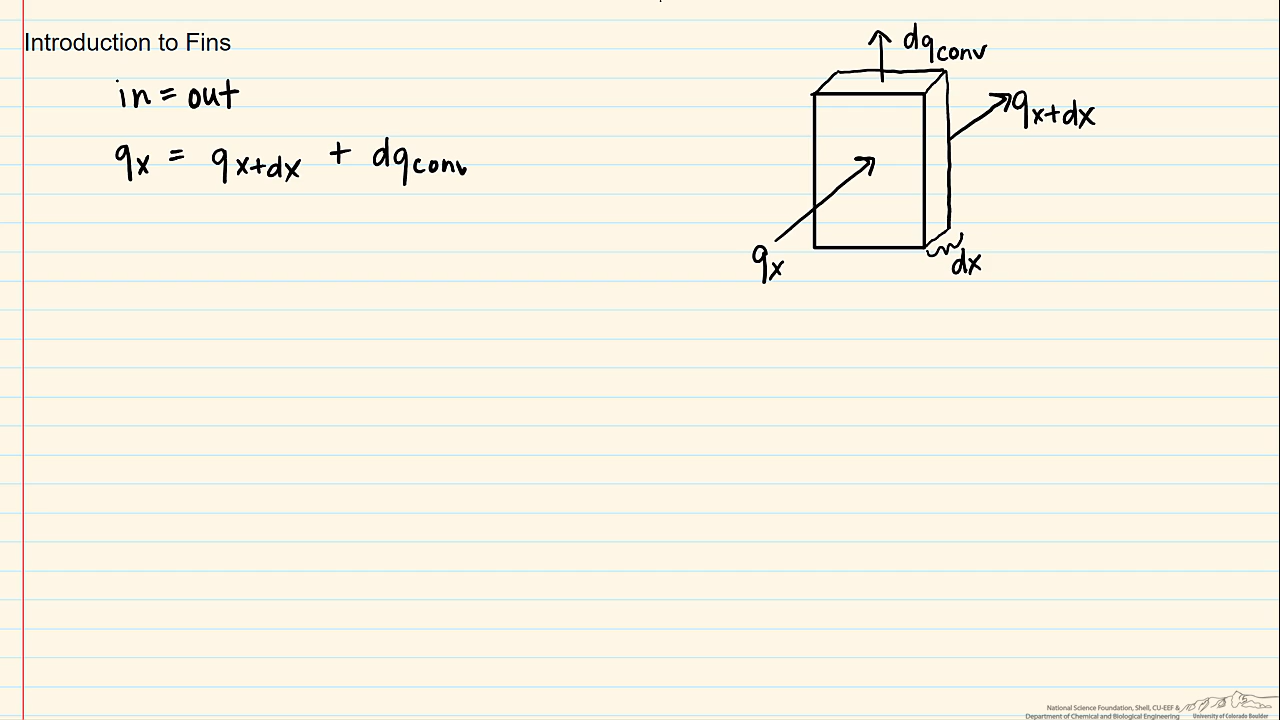 Introduction to Fins
in = out
qx = qx+dx + dqconv
dqconv
qx+dx
qx
dx
National Science Foundation, Shell, CU-EEF &
Department of Chemical and Biological Engineering
University of Colorado Boulder